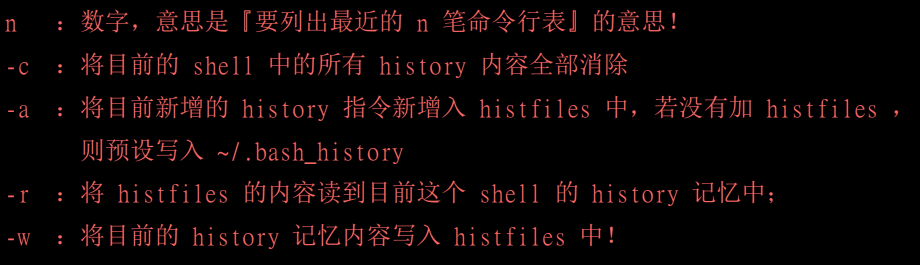 n  ：数字，意思是『要列出最近的 n 笔命令行表』的意思！
-c ：将目前的 shell 中的所有 history 内容全部消除
-a ：将目前新增的 history 指令新增入 histfiles 中，若没有加 histfiles ，
则预设写入 ~/.bash_history
-r ：将 histfiles 的内容读到目前这个 shell 的 history 记忆中；
-w ：将目前的 history 记忆内容写入 histfiles 中！